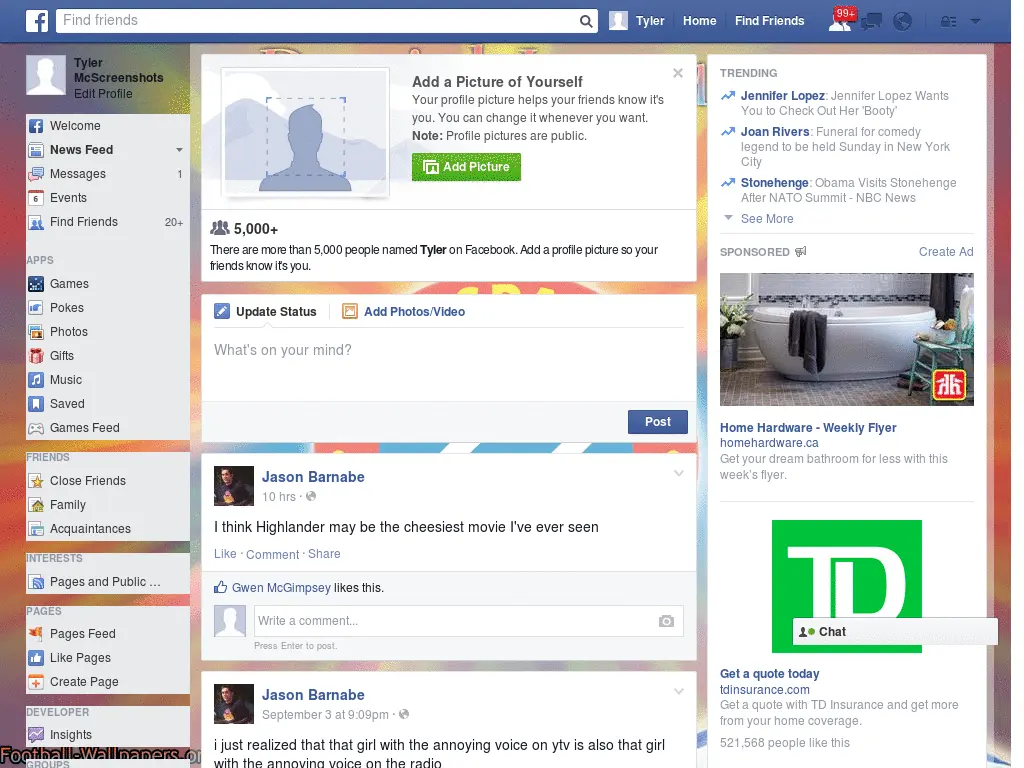 Find friends
Tyler
Home
Find Friends
99+
Tyler
McScreenshots
Edit Profile
Welcome
News Feed
Messages 1
6 Events
Find Friends 20+
APPS
Games
Pokes
Photos
Gifts
Music
Saved
Games Feed
FRIENDS
Close Friends
Family
Acquaintances
INTERESTS
Pages and Public ...
PAGES
Pages Feed
Like Pages
Create Page
DEVELOPER
Insights
GROUPS
Football-Wallpapers.or
Add a Picture of Yourself
Your profile picture helps your friends know it's
you. You can change it whenever you want.
Note: Profile pictures are public.
Add Picture
5,000+
There are more than 5,000 people named Tyler on Facebook. Add a profile picture so your
friends know it's you.
Update Status
Add Photos/Video
What's on your mind?
Post
Jason Barnabe
10 hrs ·
I think Highlander may be the cheesiest movie I've ever seen
Like · Comment · Share
Gwen McGimpsey likes this.
Write a comment...
Press Enter to post.
Jason Barnabe
September 3 at 9:09pm ·
i just realized that that girl with the annoying voice on ytv is also that girl
with the annoying voice on the radio
TRENDING
Jennifer Lopez: Jennifer Lopez Wants
You to Check Out Her 'Booty'
Joan Rivers: Funeral for comedy
legend to be held Sunday in New York
City
Stonehenge: Obama Visits Stonehenge
After NATO Summit - NBC News
See More
SPONSORED
Create Ad
Home Hardware - Weekly Flyer
homehardware.ca
Get your dream bathroom for less with this
week's flyer.
TD
Chat
Get a quote today
tdinsurance.com
Get a quote with TD Insurance and get more
from your home coverage.
521,568 people like this